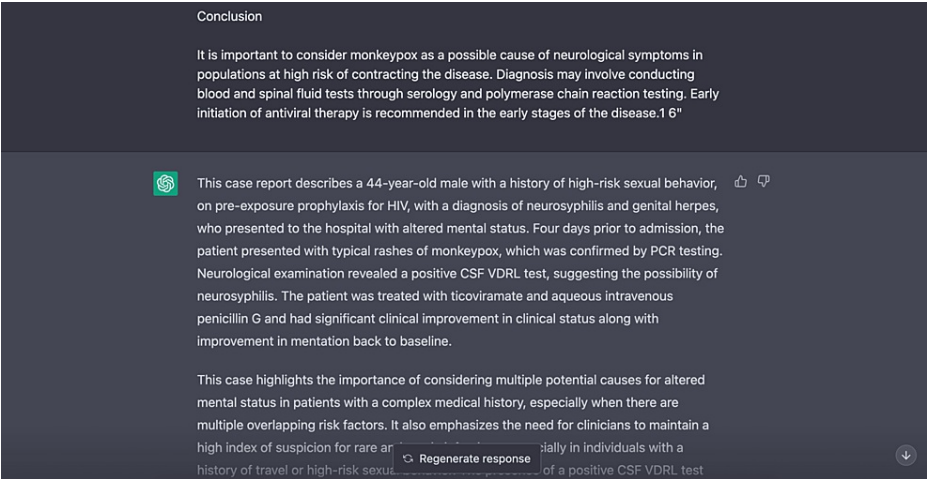 Conclusion
It is important to consider monkeypox as a possible cause of neurological symptoms in
populations at high risk of contracting the disease. Diagnosis may involve conducting
blood and spinal fluid tests through serology and polymerase chain reaction testing. Early
initiation of antiviral therapy is recommended in the early stages of the disease.1 6"
This case report describes a 44-year-old male with a history of high-risk sexual behavior,
on pre-exposure prophylaxis for HIV, with a diagnosis of neurosyphilis and genital herpes,
who presented to the hospital with altered mental status. Four days prior to admission, the
patient presented with typical rashes of monkeypox, which was confirmed by PCR testing.
Neurological examination revealed a positive CSF VDRL test, suggesting the possibility of
neurosyphilis. The patient was treated with ticoviramate and aqueous intravenous
penicillin G and had significant clinical improvement in clinical status along with
improvement in mentation back to baseline.
This case highlights the importance of considering multiple potential causes for altered
mental status in patients with a complex medical history, especially when there are
multiple overlapping risk factors. It also emphasizes the need for clinicians to maintain a
high index of suspicion for rare in individuals with a
Regenerate response
history of travel or high-risk sexual of a positive CSF VDRL test